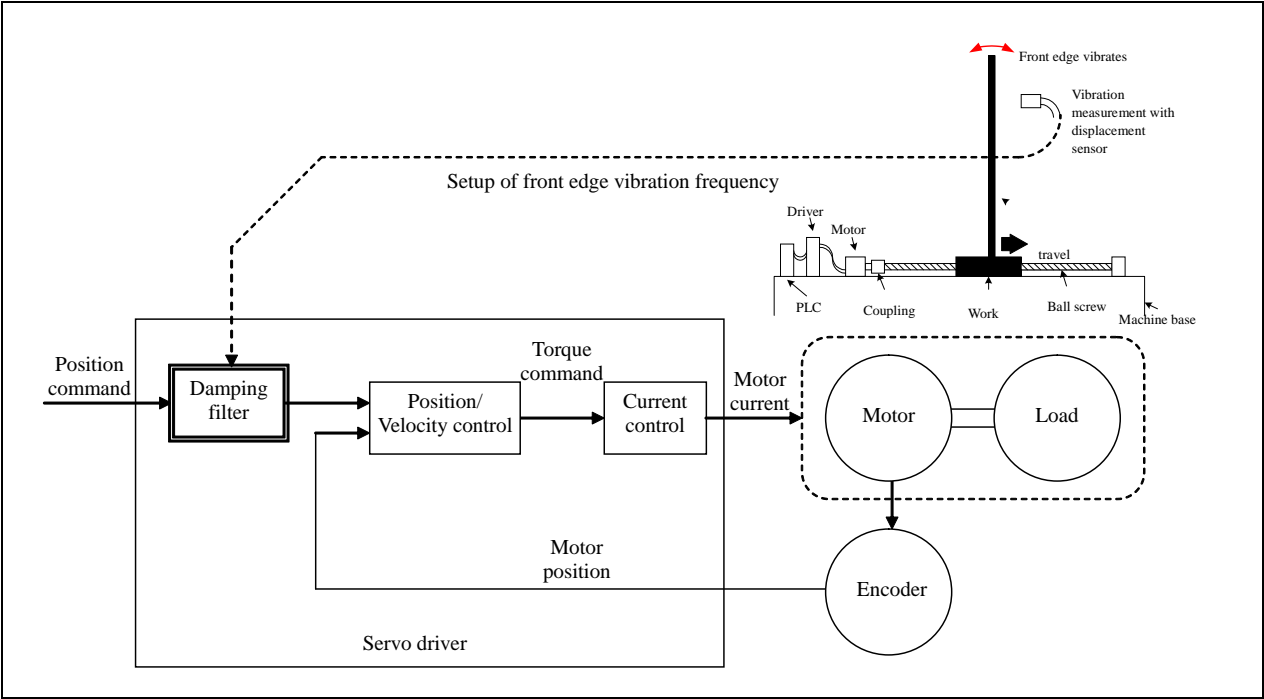 Front edge vibrates
Vibration
measurement with
displacement
sensor
Setup of front edge vibration frequency
Driver
Motor
travel
PLC
Coupling
Work
Ball screw
Machine base
Position
command
Damping
filter
Position/
Velocity control
Torque
command
Current
control
Motor
current
Motor
Load
Motor
position
Encoder
Servo driver